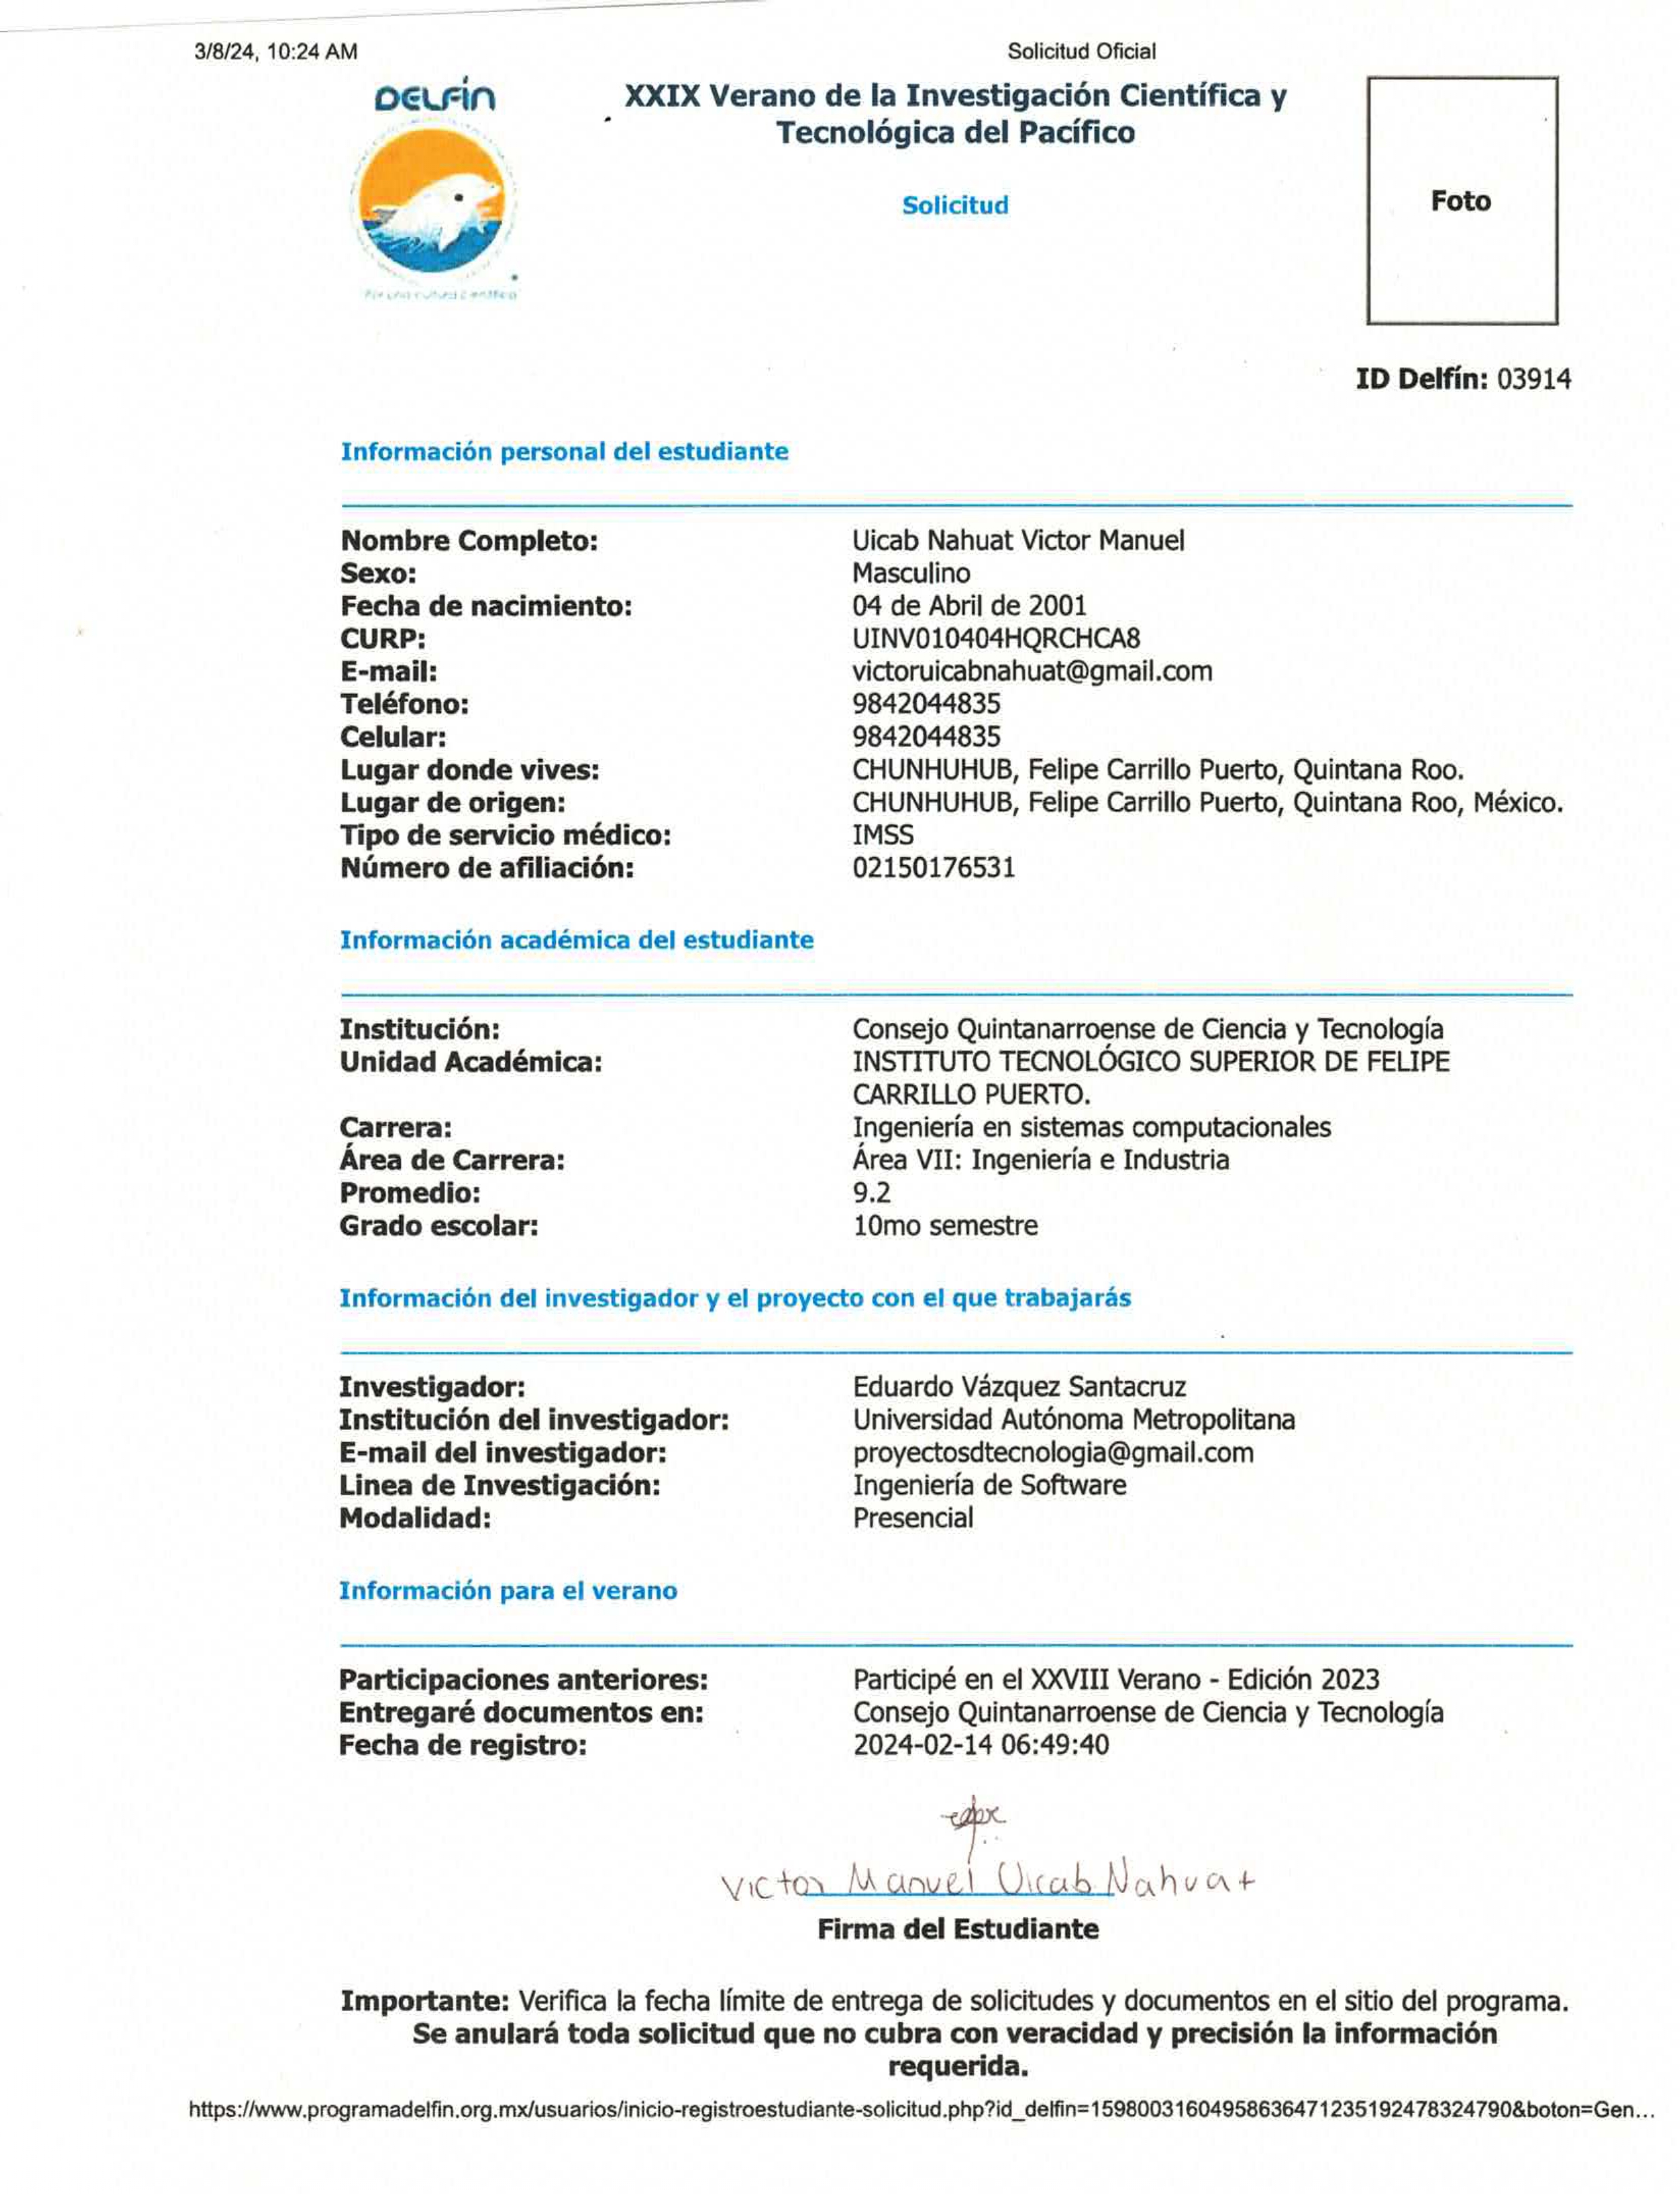 3/8/24, 10:24 AM
Solicitud Oficial
DELFÍN
XXIX Verano de la Investigación Científica y
Tecnológica del Pacífico
Solicitud
Foto
Por una cultura científica
ID Delfín: 03914
Información personal del estudiante
Nombre Completo: Uicab Nahuat Victor Manuel
Sexo: Masculino
Fecha de nacimiento: 04 de Abril de 2001
CURP: UINV010404HQRCHCA8
E-mail: victoruicabnahuat@gmail.com
Teléfono: 9842044835
Celular: 9842044835
Lugar donde vives: CHUNHUHUB, Felipe Carrillo Puerto, Quintana Roo.
Lugar de origen: CHUNHUHUB, Felipe Carrillo Puerto, Quintana Roo, México.
Tipo de servicio médico: IMSS
Número de afiliación: 02150176531
Información académica del estudiante
Institución: Consejo Quintanarroense de Ciencia y Tecnología
Unidad Académica: INSTITUTO TECNOLÓGICO SUPERIOR DE FELIPE
CARRILLO PUERTO.
Carrera: Ingeniería en sistemas computacionales
Área de Carrera: Área VII: Ingeniería e Industria
Promedio: 9.2
Grado escolar: 10mo semestre
Información del investigador y el proyecto con el que trabajarás
Investigador: Eduardo Vázquez Santacruz
Institución del investigador: Universidad Autónoma Metropolitana
E-mail del investigador: proyectosdtecnologia@gmail.com
Linea de Investigación: Ingeniería de Software
Modalidad: Presencial
Información para el verano
Participaciones anteriores: Participé en el XXVIII Verano - Edición 2023
Entregaré documentos en: Consejo Quintanarroense de Ciencia y Tecnología
Fecha de registro: 2024-02-14 06:49:40
Victor Manuel Uicab Nahuat
Firma del Estudiante
Importante: Verifica la fecha límite de entrega de solicitudes y documentos en el sitio del programa.
Se anulará toda solicitud que no cubra con veracidad y precisión la información
requerida.
https://www.programadelfin.org.mx/usuarios/inicio-registroestudiante-solicitud.php?id_delfin=15980031604958636471235192478324790&boton=Gen...